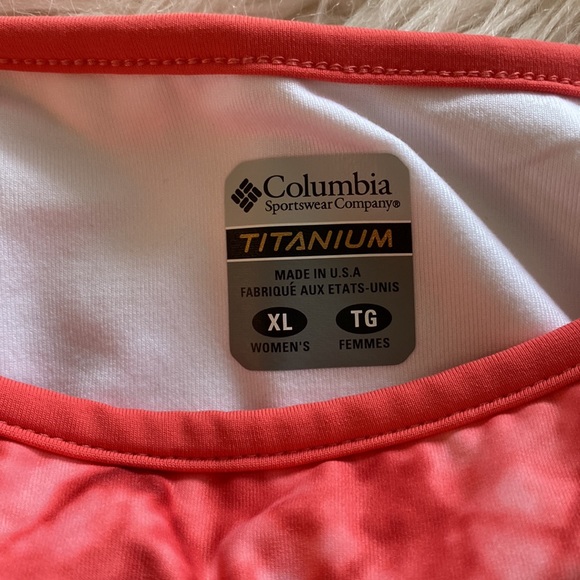 Columbia
Sportswear Company®
TITANIUM
MADE IN U.S.A
FABRIQUÉ AUX ETATS-UNIS
XL TG
WOMEN'S FEMMES